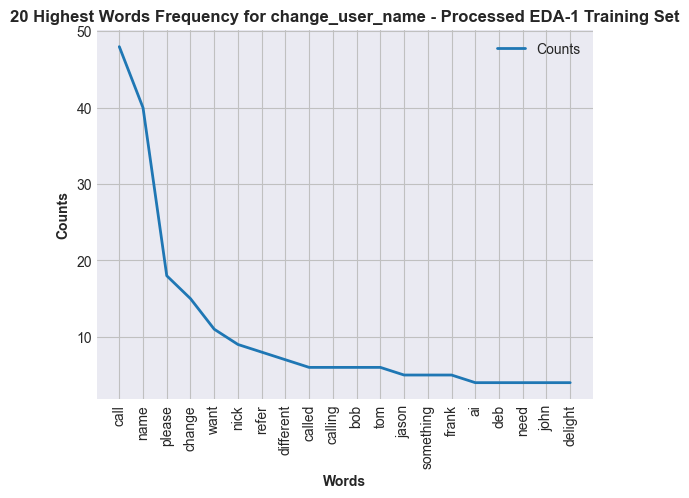 20 Highest Words Frequency for change_user_name - Processed EDA-1 Training Set
Counts
50
40
30
20
10
Counts
call
name
please
change
want
nick
refer
different
called
calling
bob
tom
jason
something
frank
ai
deb
need
john
delight
Words